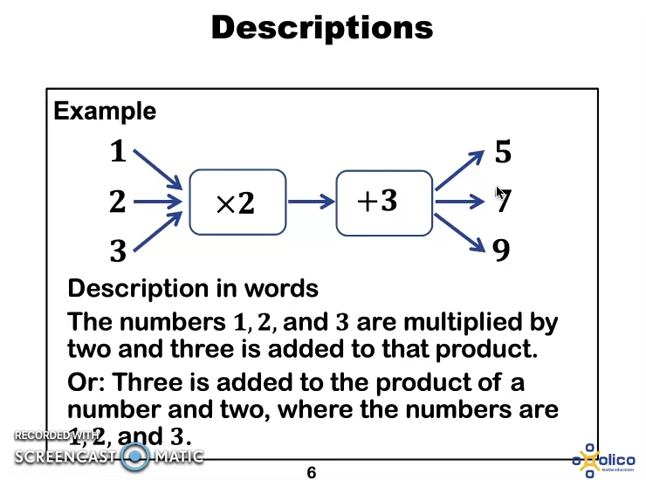 Descriptions
Example
1 5
2 ×2 +3 7
3 9
Description in words
The numbers 1, 2, and 3 are multiplied by
two and three is added to that product.
Or: Three is added to the product of a
number and two, where the numbers are
1, 2, and 3.
RECORDED WITH
SCREENCAST MATIC
olico
maths education
6